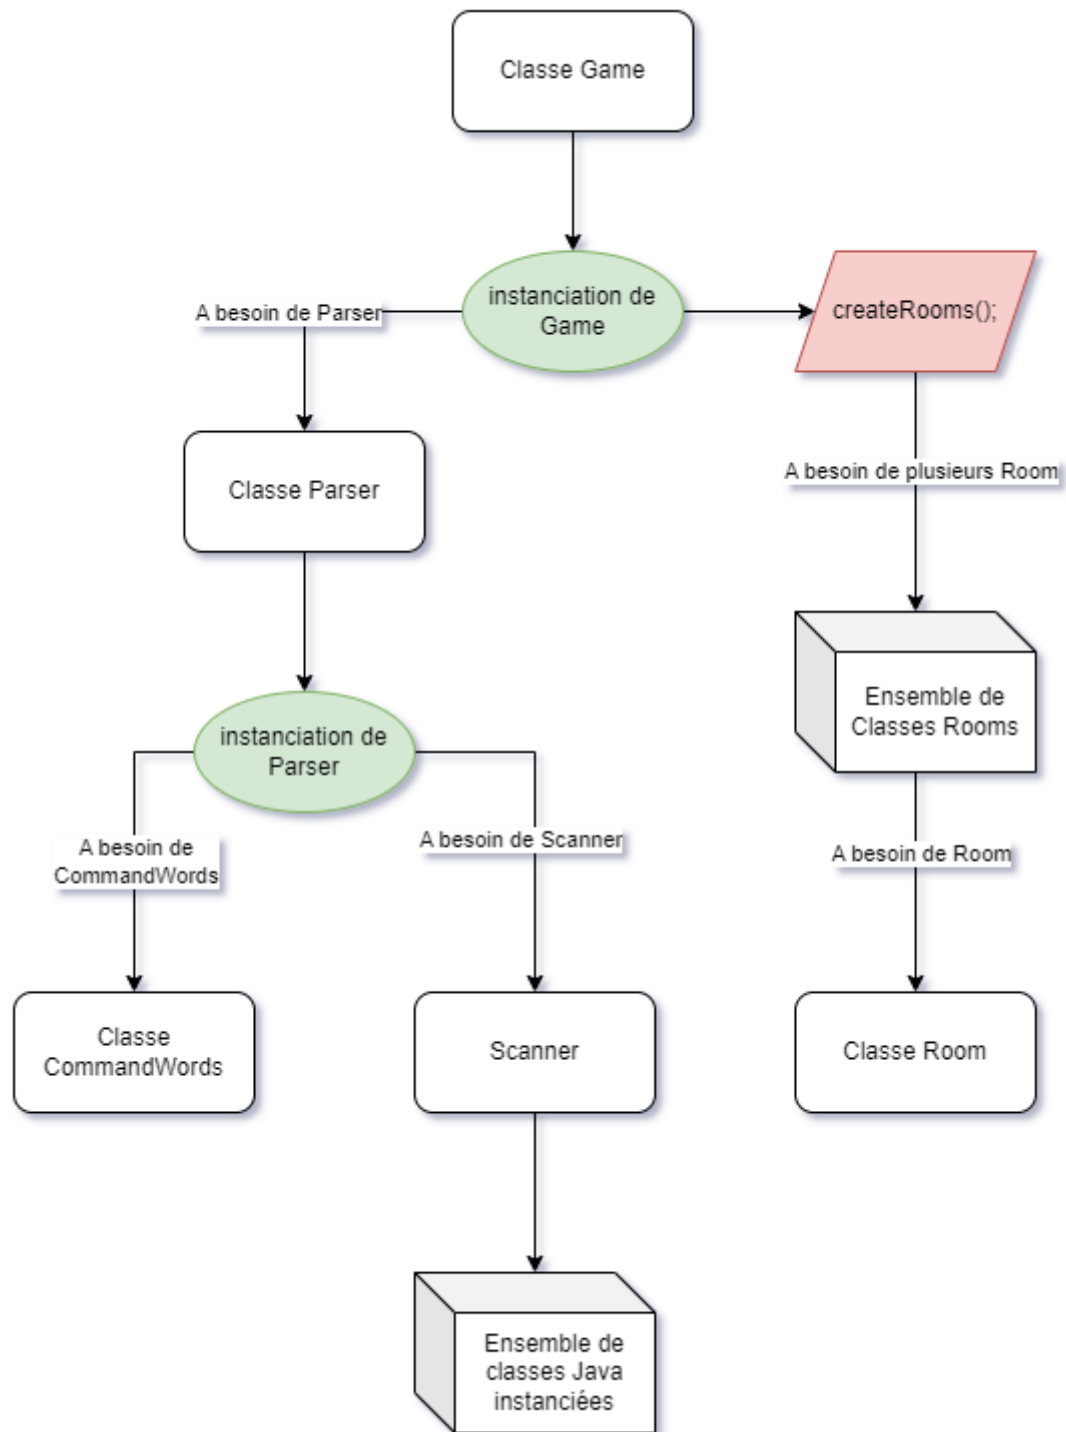 Classe Game
instanciation de
Game
createRooms();
A besoin de Parser
Classe Parser
A besoin de plusieurs Room
Ensemble de
Classes Rooms
instanciation de
Parser
A besoin de
CommandWords
A besoin de Scanner
A besoin de Room
Classe
CommandWords
Scanner
Classe Room
Ensemble de
classes Java
instanciées